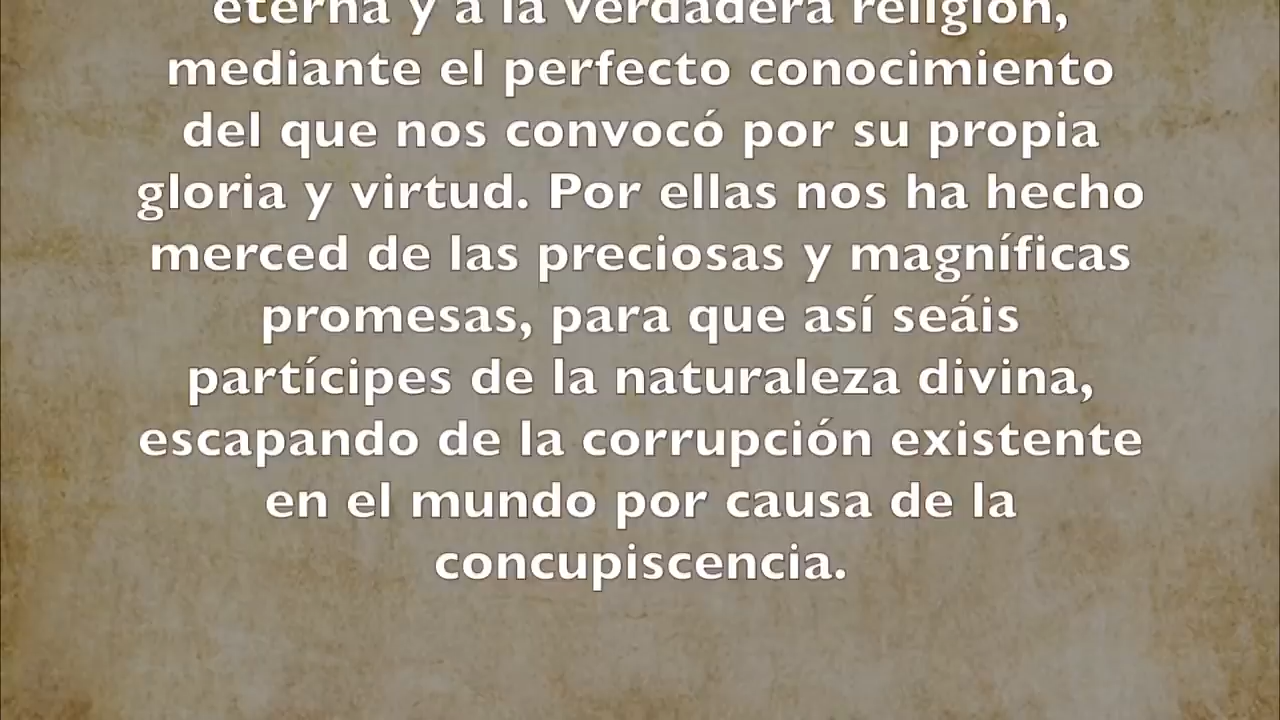 eterna y a la verdadera religión,
mediante el perfecto conocimiento
del que nos convocó por su propia
gloria y virtud. Por ellas nos ha hecho
merced de las preciosas y magníficas
promesas, para que así seáis
partícipes de la naturaleza divina,
escapando de la corrupción existente
en el mundo por causa de la
concupiscencia.